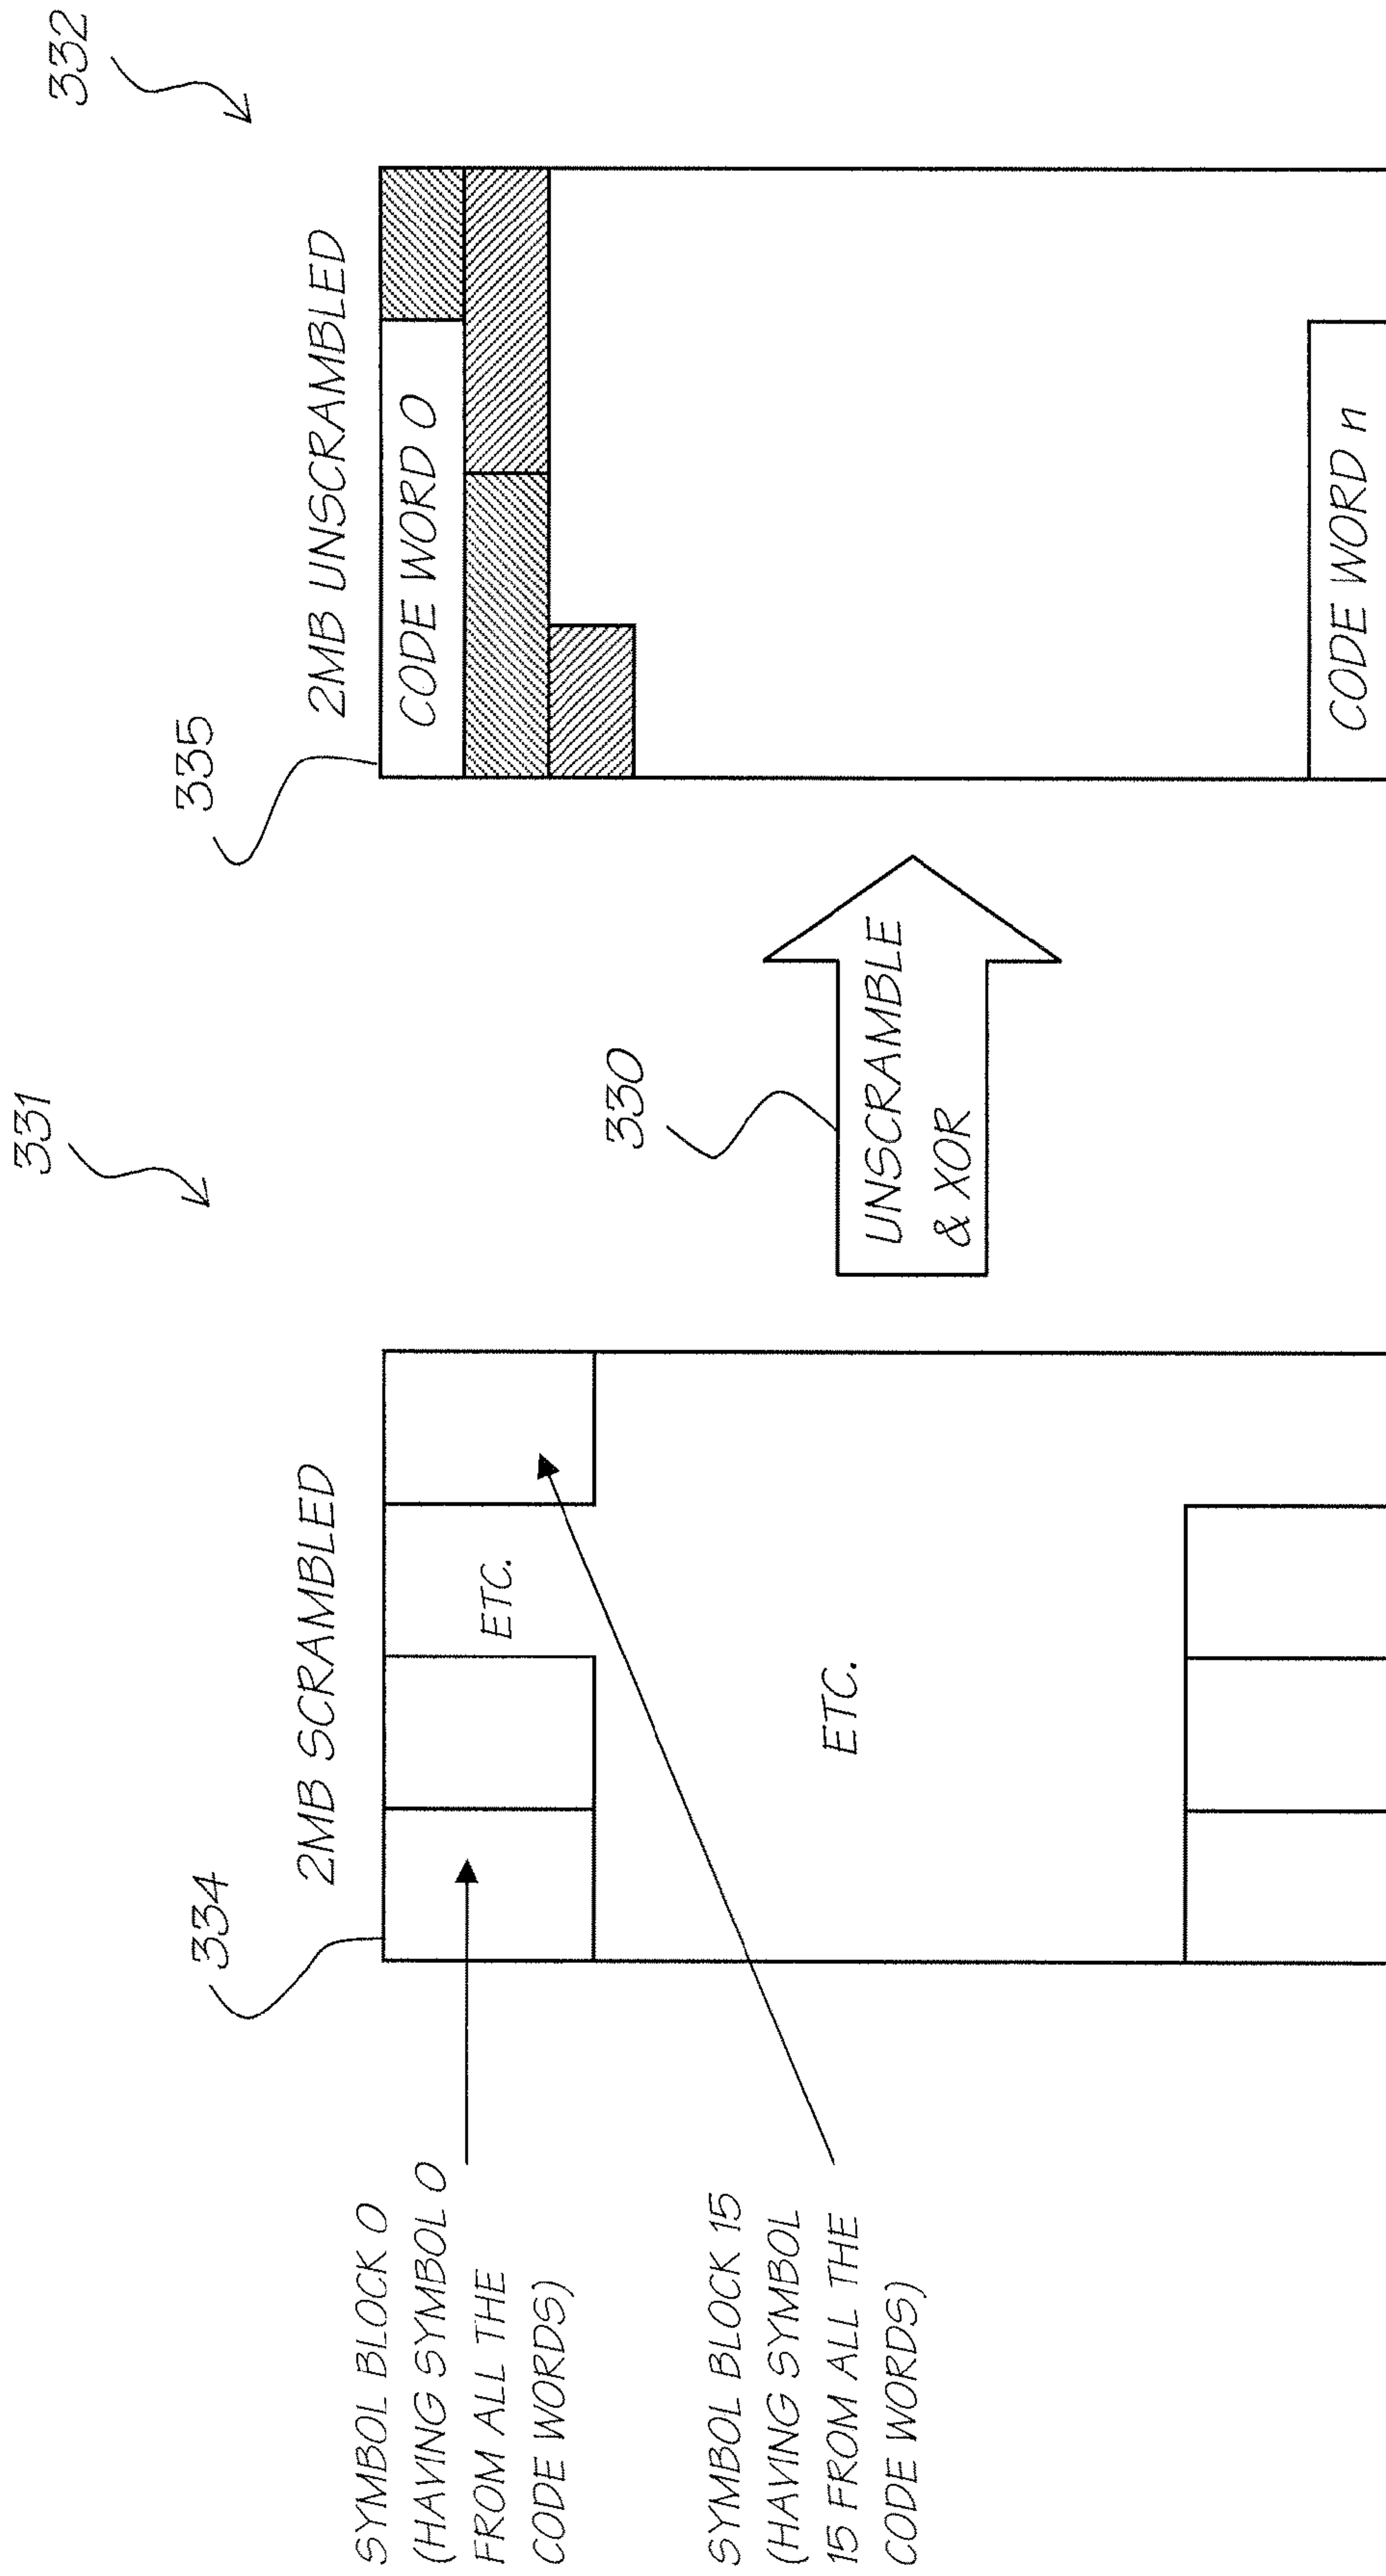 331
332
334
2MB SCRAMBLED
335
2MB UNSCRAMBLED
SYMBOL BLOCK 0
(HAVING SYMBOL 0
FROM ALL THE
CODE WORDS)
ETC.
CODE WORD 0
330
SYMBOL BLOCK 15
(HAVING SYMBOL
15 FROM ALL THE
CODE WORDS)
ETC.
UNSCRAMBLE
& XOR
CODE WORD n